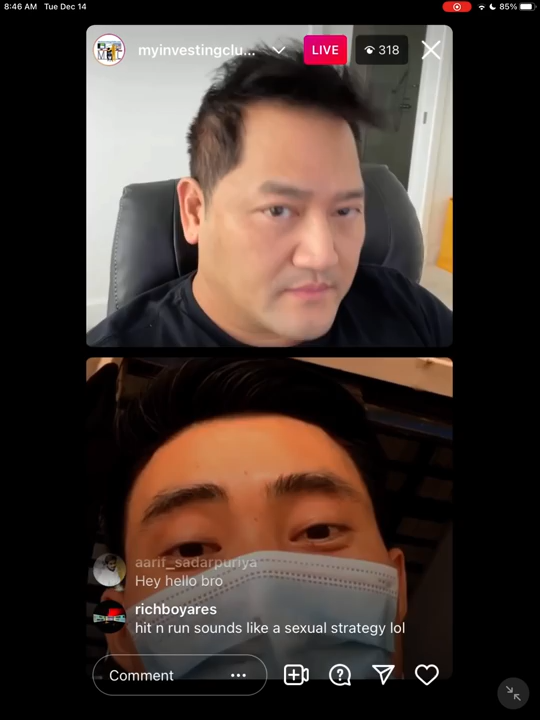 8:46 AM Tue Dec 14
85%
myinvestingclu...
LIVE
318
aarif_sadarpuriya
Hey hello bro
richboyares
hit n run sounds like a sexual strategy lol
Comment